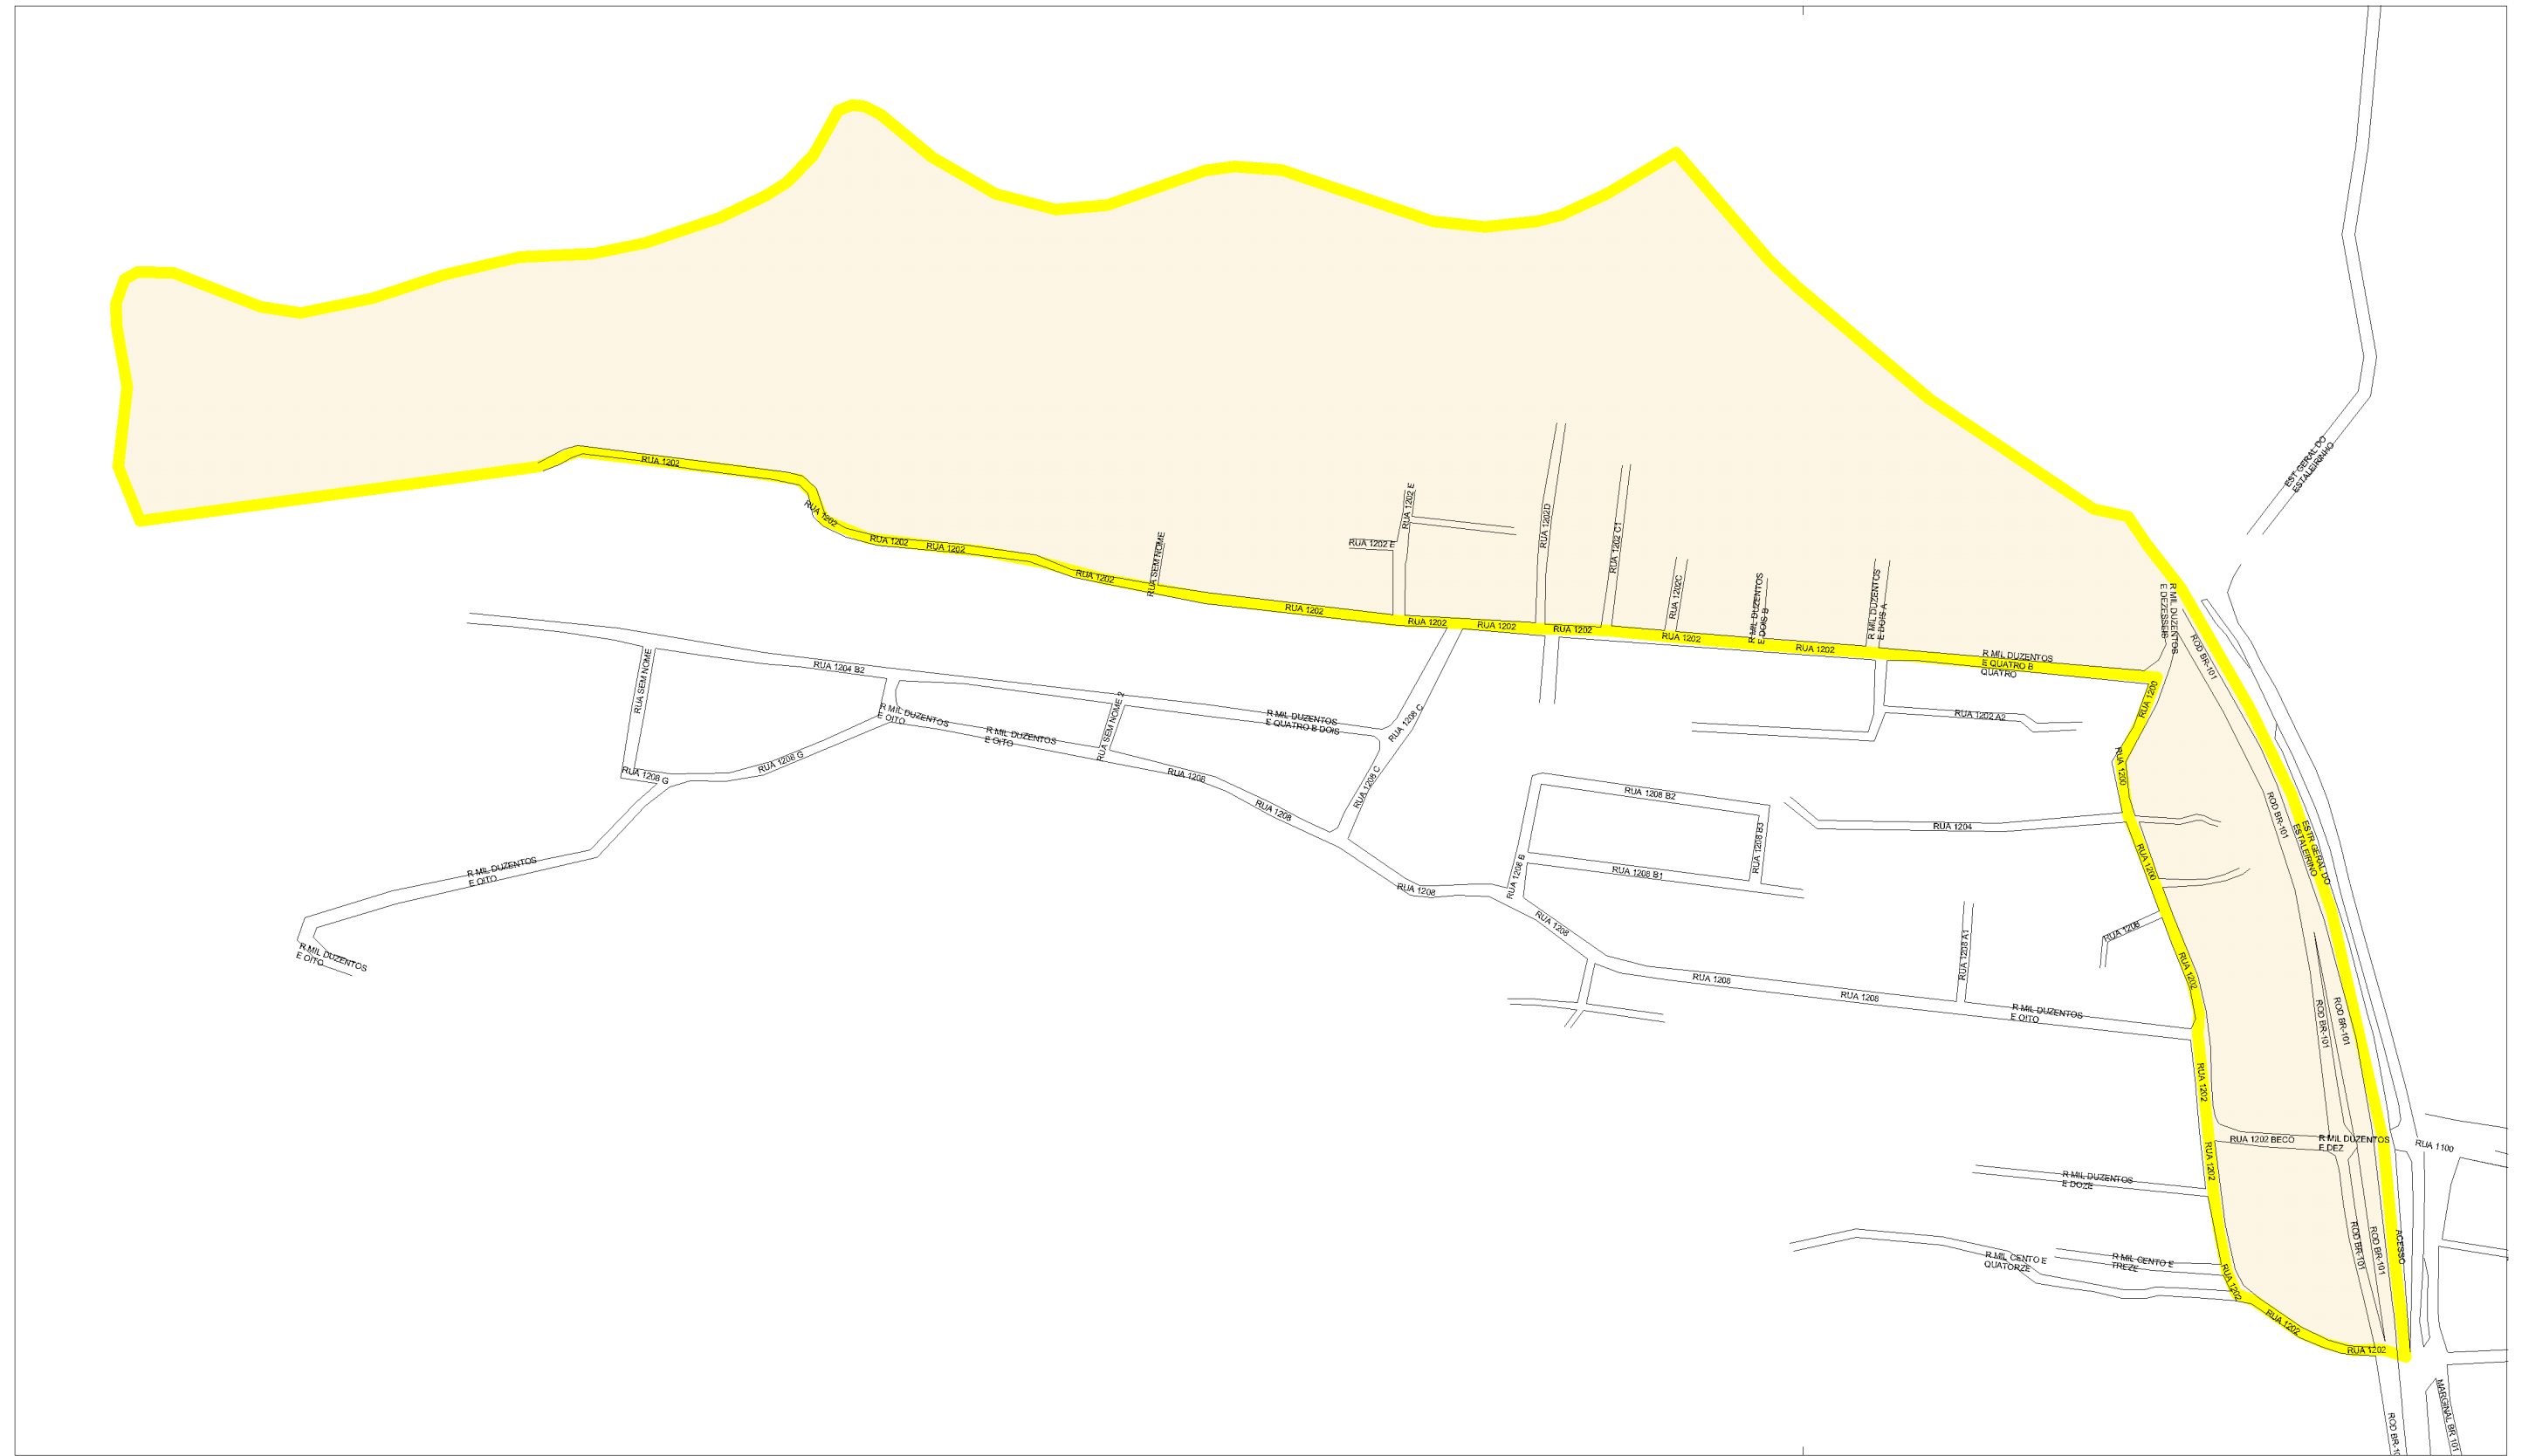 EST GERAL DO
ESTALEIRINHO
RUA 1202
RUA 1202
RUA 1202
RUA 1202
RUA 1202
RUA SEM NOME
RUA 1202
RUA 1202 E
RUA 1202 E
RUA 1202D
RUA 1202 C1
RUA 1202C
R MIL DUZENTOS
E DOIS B
R MIL DUZENTOS
E DOIS A
R MIL DUZENTOS
E DEZESSEIS
RUA 1202
RUA 1202
RUA 1202
RUA 1202
RUA 1202
R MIL DUZENTOS
E QUATRO B
QUATRO
ROD BR-101
RUA 1200
RUA SEM NOME
RUA 1204 B2
R MIL DUZENTOS
E OITO
R MIL DUZENTOS
E OITO
RUA SEM NOME 2
R MIL DUZENTOS
E QUATRO B DOIS
RUA 1208 C
RUA 1202 A2
RUA 1200
RUA 1208 G
RUA 1208 G
RUA 1208
RUA 1208
RUA 1208 C
RUA 1208 B2
RUA 1208 B3
RUA 1204
ROD BR-101
ESTR GERAL DO
ESTALEIRINO
R MIL DUZENTOS
E OITO
RUA 1208
RUA 1208 B
RUA 1208 B1
RUA 1200
R MIL DUZENTOS
E OITO
RUA 1208
RUA 1208 A1
RUA 1206
RUA 1202
RUA 1208
RUA 1208
R MIL DUZENTOS
E OITO
ROD BR-101
ROD BR-101
RUA 1202
RUA 1202
RUA 1202 BECO
R MIL DUZENTOS
E DEZ
RUA 1100
R MIL DUZENTOS
E DOZE
R MIL CENTO E
QUATORZE
R MIL CENTO E
TREZE
RUA 1202
ROD BR-101
ROD BR-101
ACESSO
RUA 1202
RUA 1202
MARGINAL BR 101